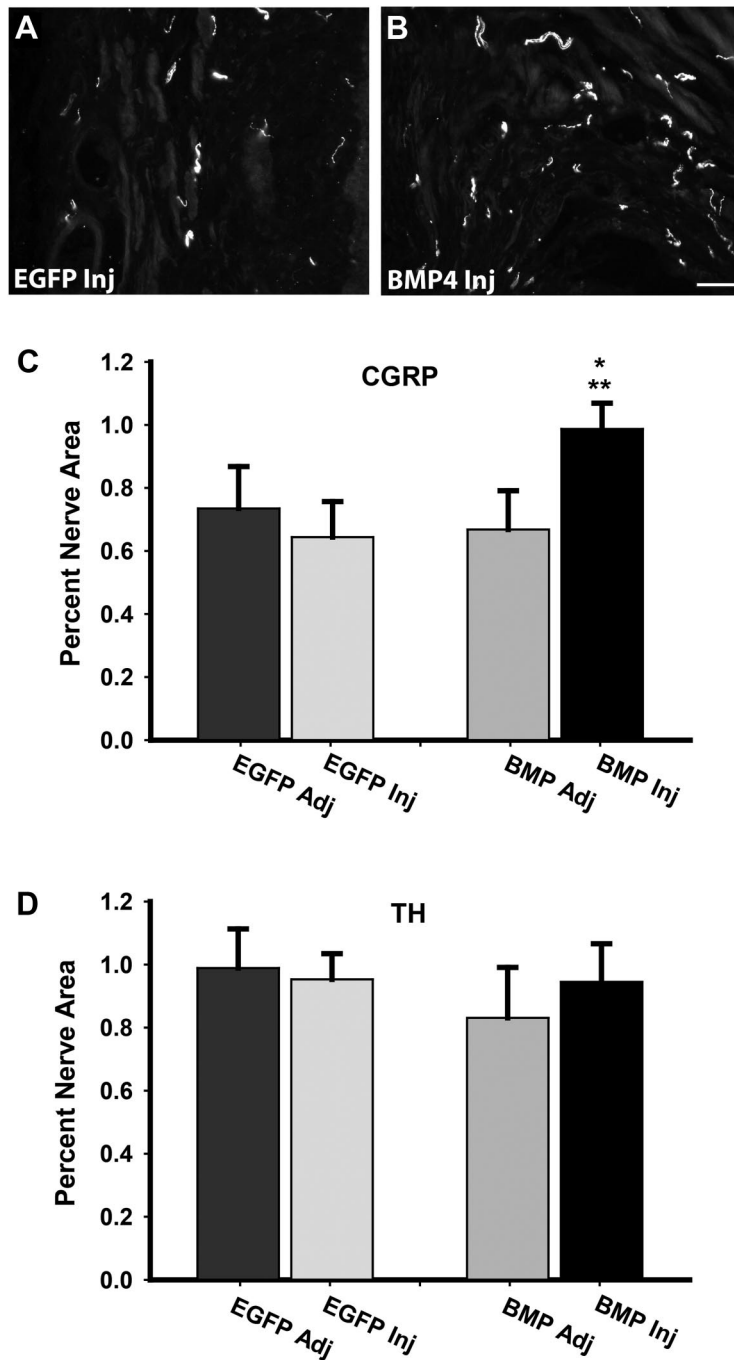 A
B
EGFP Inj
BMP4 Inj
C
CGRP
*
**
Percent Nerve Area
1.2
1.0
0.8
0.6
0.4
0.2
0.0
EGFP Adj
EGFP Inj
BMP Adj
BMP Inj
D
TH
Percent Nerve Area
1.2
1.0
0.8
0.6
0.4
0.2
0.0
EGFP Adj
EGFP Inj
BMP Adj
BMP Inj